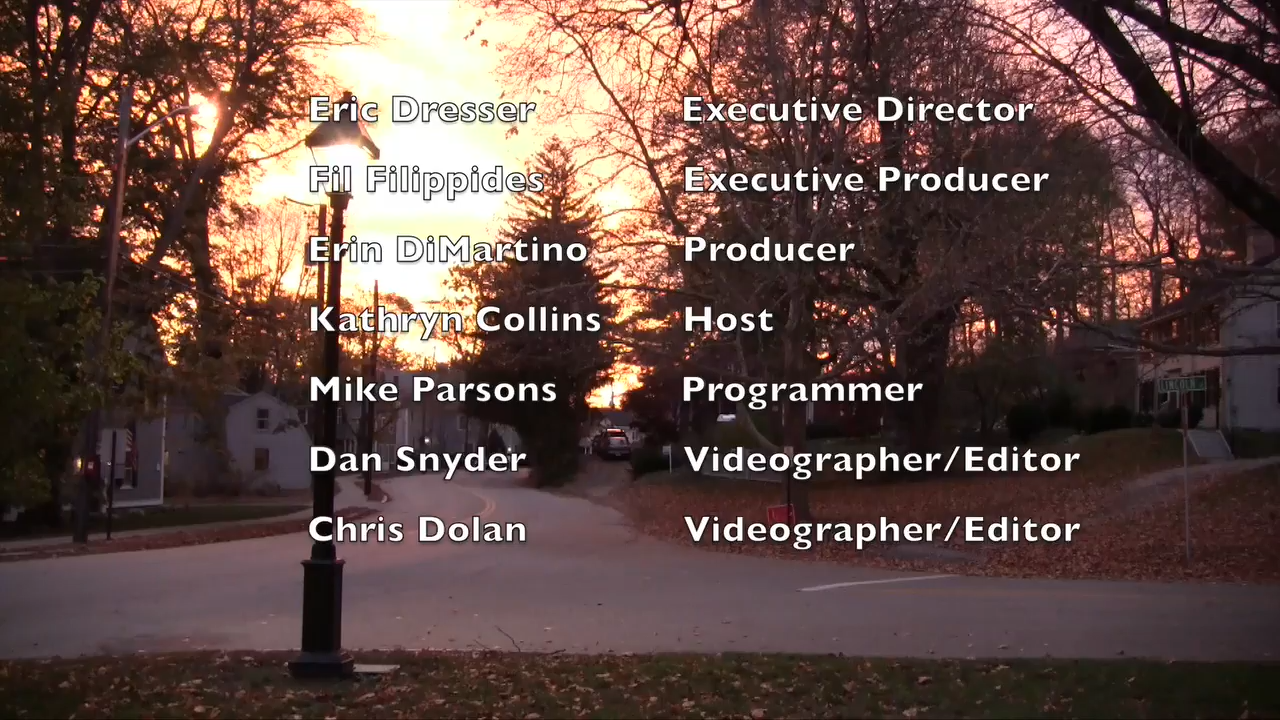 Eric Dresser Executive Director
Fil Filippides Executive Producer
Erin DiMartino Producer
Kathryn Collins Host
Mike Parsons Programmer
Dan Snyder Videographer/Editor
Chris Dolan Videographer/Editor
LINCOLN